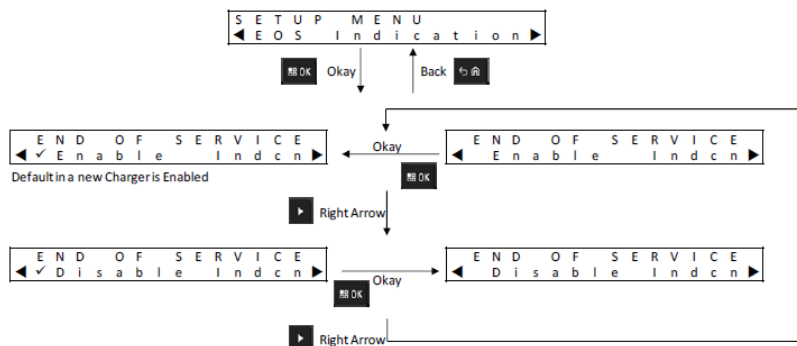 SETUP MENU
◀EOS Indication▶
OK Okay
Back
END OF SERVICE
◀✓Enable Indcn▶
Okay
OK
END OF SERVICE
◀ Enable Indcn▶
Default in a new Charger is Enabled
Right Arrow
END OF SERVICE
◀✓Disable Indcn▶
Okay
OK
END OF SERVICE
◀ Disable Indcn▶
Right Arrow